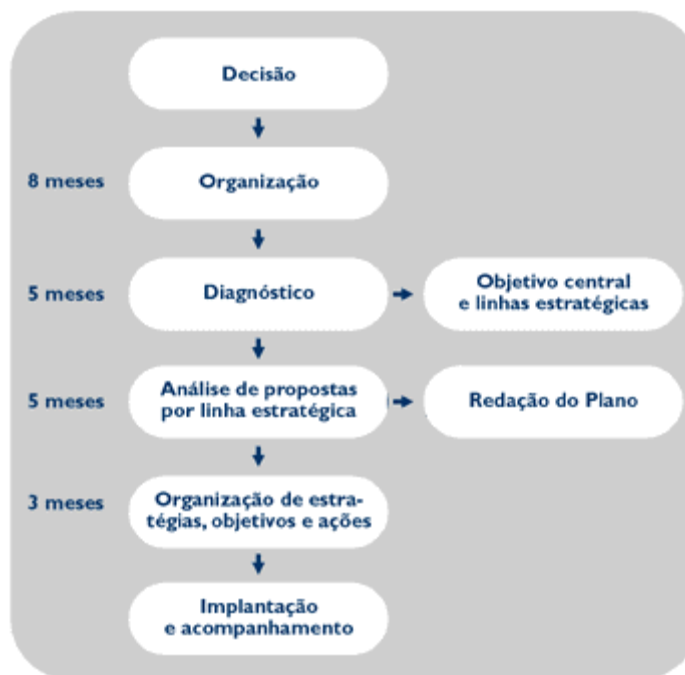 Decisão
8 meses
Organização
5 meses
Diagnóstico
Objetivo central
e linhas estratégicas
5 meses
Análise de propostas
por linha estratégica
Redação do Plano
3 meses
Organização de estra-
tégias, objetivos e ações
Implantação
e acompanhamento